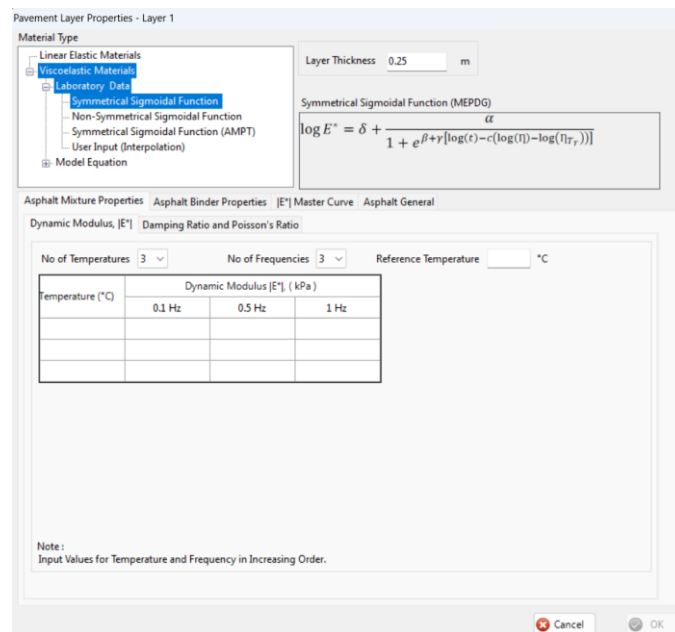 Pavement Layer Properties - Layer 1
Material Type
Linear Elastic Materials
Viscoelastic Materials
Laboratory Data
Symmetrical Sigmoidal Function
Non-Symmetrical Sigmoidal Function
Symmetrical Sigmoidal Function (AMPT)
User Input (Interpolation)
Model Equation
Layer Thickness 0.25 m
Symmetrical Sigmoidal Function (MEPDG)
log E* = δ + α / (1 + e^(β+γ[log(t)−c(log(η)−log(η_Tr))]))
Asphalt Mixture Properties Asphalt Binder Properties |E*| Master Curve Asphalt General
Dynamic Modulus, |E*| Damping Ratio and Poisson's Ratio
No of Temperatures 3 No of Frequencies 3 Reference Temperature °C
Temperature (°C) Dynamic Modulus |E*|, ( kPa )
0.1 Hz 0.5 Hz 1 Hz
Note :
Input Values for Temperature and Frequency in Increasing Order.
Cancel OK